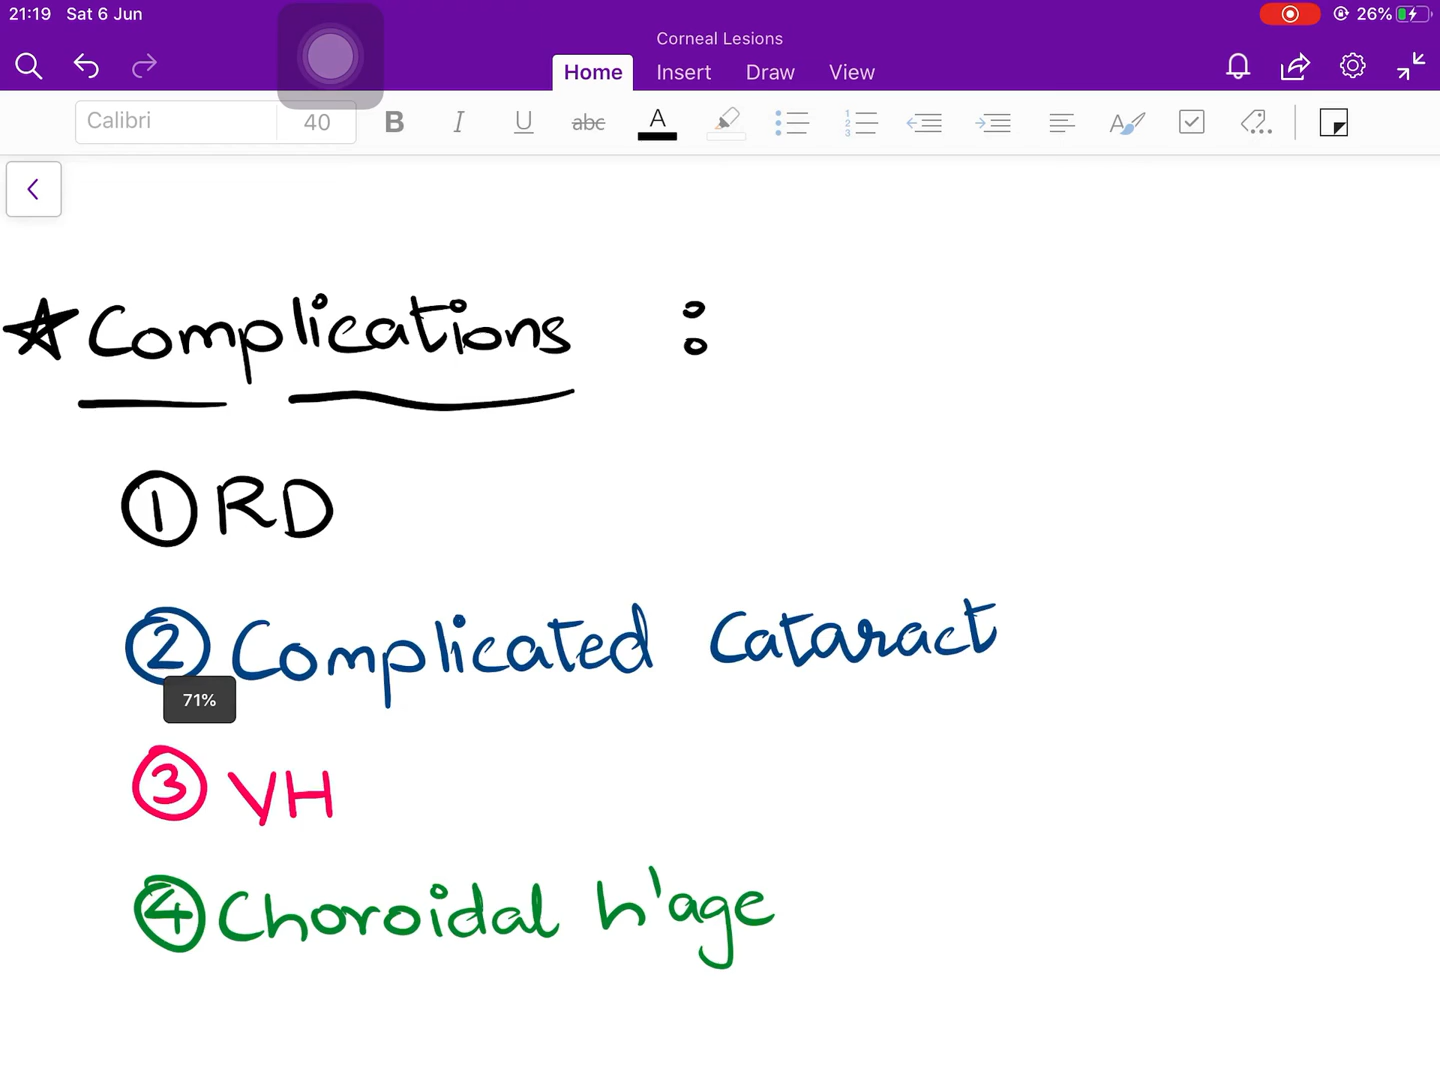 21:19 Sat 6 Jun 26%
Corneal Lesions
Home Insert Draw View
Calibri 40 B I U abc A
☆ Complications :
① RD
② Complicated Cataract
71%
③ VH
④ Choroidal h'age